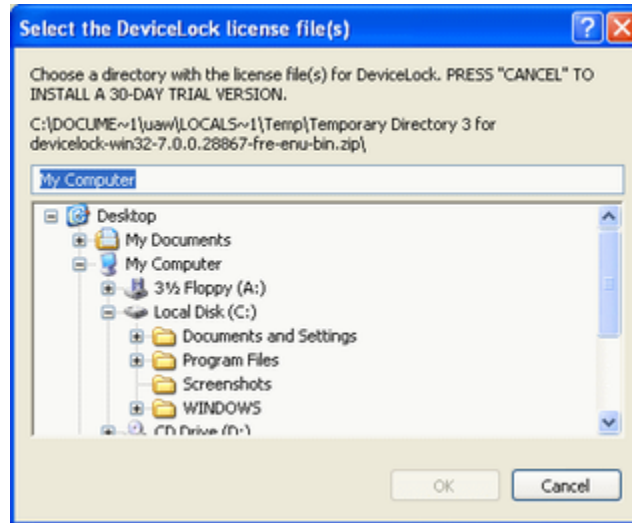 Select the DeviceLock license file(s)
Choose a directory with the license file(s) for DeviceLock. PRESS "CANCEL" TO
INSTALL A 30-DAY TRIAL VERSION.
C:\DOCUME~1\uaw\LOCALS~1\Temp\Temporary Directory 3 for
devicelock-win32-7.0.0.28867-fre-enu-bin.zip\
My Computer
Desktop
My Documents
My Computer
3½ Floppy (A:)
Local Disk (C:)
Documents and Settings
Program Files
Screenshots
WINDOWS
CD Drive (D:)
OK
Cancel